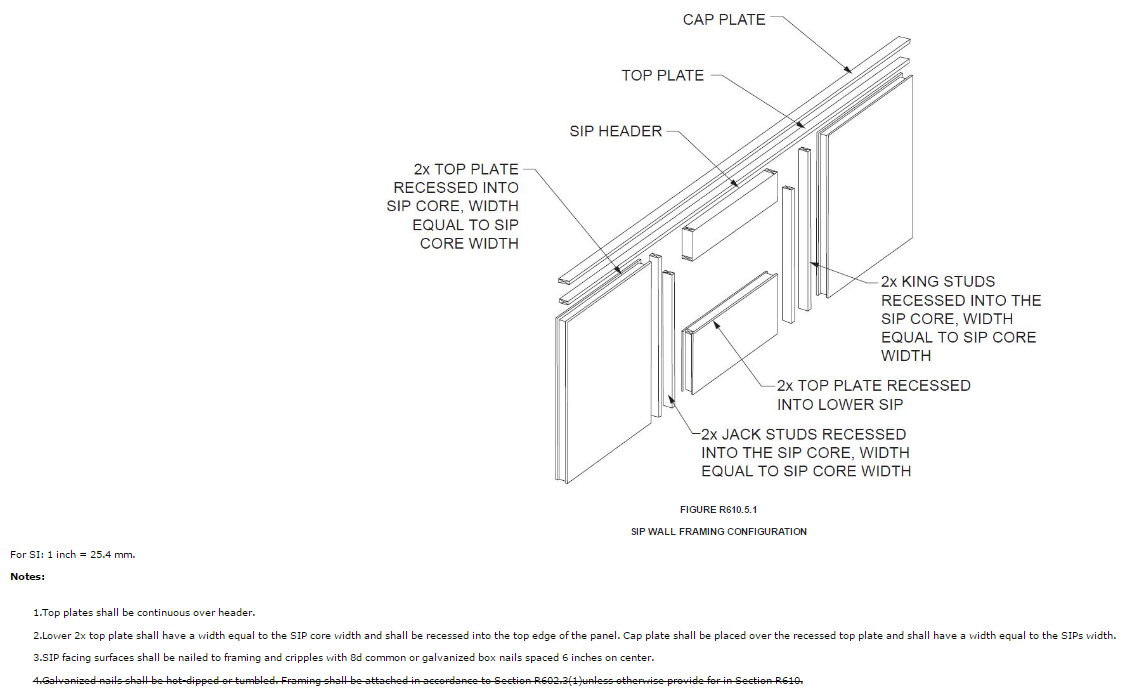 CAP PLATE
TOP PLATE
SIP HEADER
2x TOP PLATE
RECESSED INTO
SIP CORE, WIDTH
EQUAL TO SIP
CORE WIDTH
2x KING STUDS
RECESSED INTO THE
SIP CORE, WIDTH
EQUAL TO SIP CORE
WIDTH
2x TOP PLATE RECESSED
INTO LOWER SIP
2x JACK STUDS RECESSED
INTO THE SIP CORE, WIDTH
EQUAL TO SIP CORE WIDTH
FIGURE R610.5.1
SIP WALL FRAMING CONFIGURATION
For SI: 1 inch = 25.4 mm.
Notes:
1.Top plates shall be continuous over header.
2.Lower 2x top plate shall have a width equal to the SIP core width and shall be recessed into the top edge of the panel. Cap plate shall be placed over the recessed top plate and shall have a width equal to the SIPs width.
3.SIP facing surfaces shall be nailed to framing and cripples with 8d common or galvanized box nails spaced 6 inches on center.
4.Galvanized nails shall be hot-dipped or tumbled. Framing shall be attached in accordance to Section R602.3(1)unless otherwise provide for in Section R610.